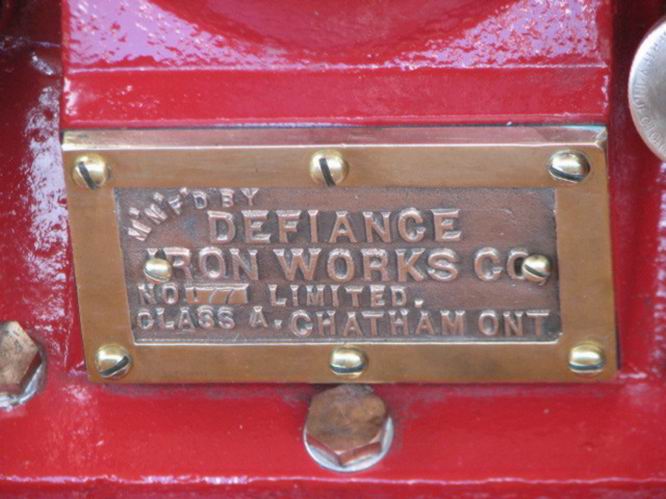 M'N'F'D BY
DEFIANCE
IRON WORKS CO
NO 177 LIMITED.
CLASS A. CHATHAM ONT